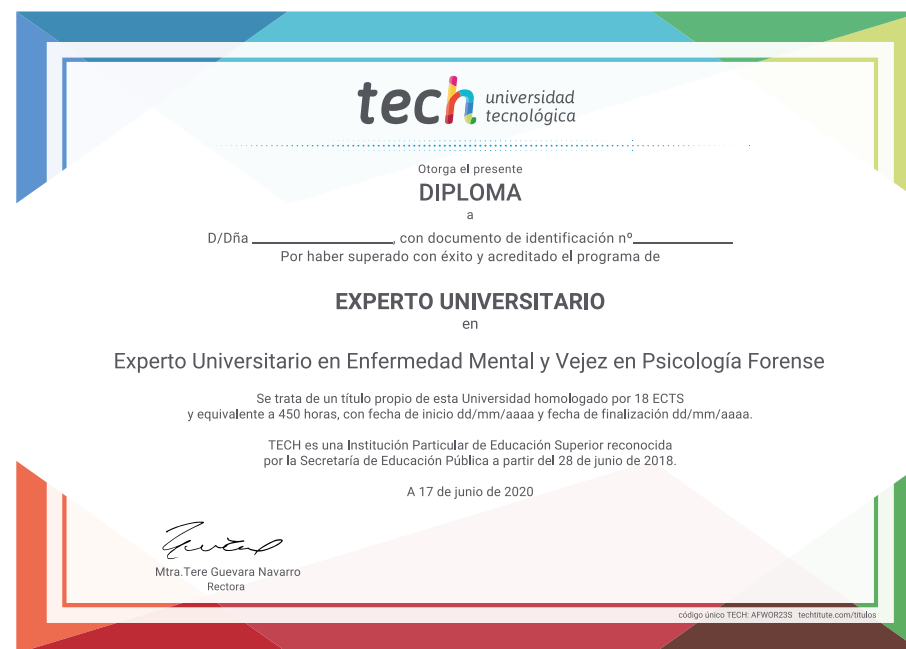 tech universidad
tecnológica
Otorga el presente
DIPLOMA
a
D/Dña ____________________, con documento de identificación nº______________
Por haber superado con éxito y acreditado el programa de
EXPERTO UNIVERSITARIO
en
Experto Universitario en Enfermedad Mental y Vejez en Psicología Forense
Se trata de un título propio de esta Universidad homologado por 18 ECTS
y equivalente a 450 horas, con fecha de inicio dd/mm/aaaa y fecha de finalización dd/mm/aaaa.
TECH es una Institución Particular de Educación Superior reconocida
por la Secretaría de Educación Pública a partir del 28 de junio de 2018.
A 17 de junio de 2020
Mtra.Tere Guevara Navarro
Rectora
código único TECH: AFWOR23S techtitute.com/titulos